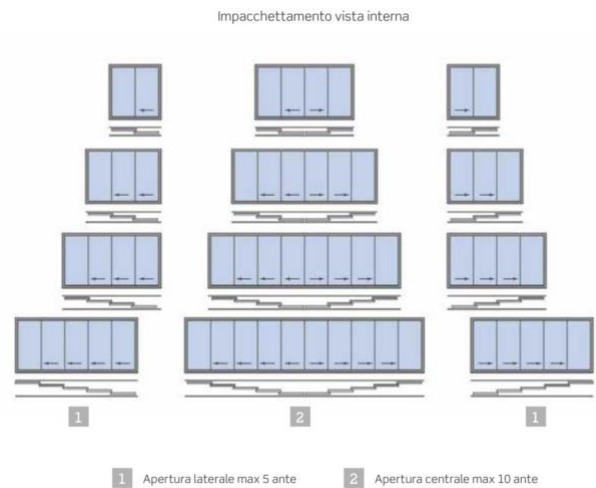 Impacchettamento vista interna
1 2 1
1 Apertura laterale max 5 ante 2 Apertura centrale max 10 ante